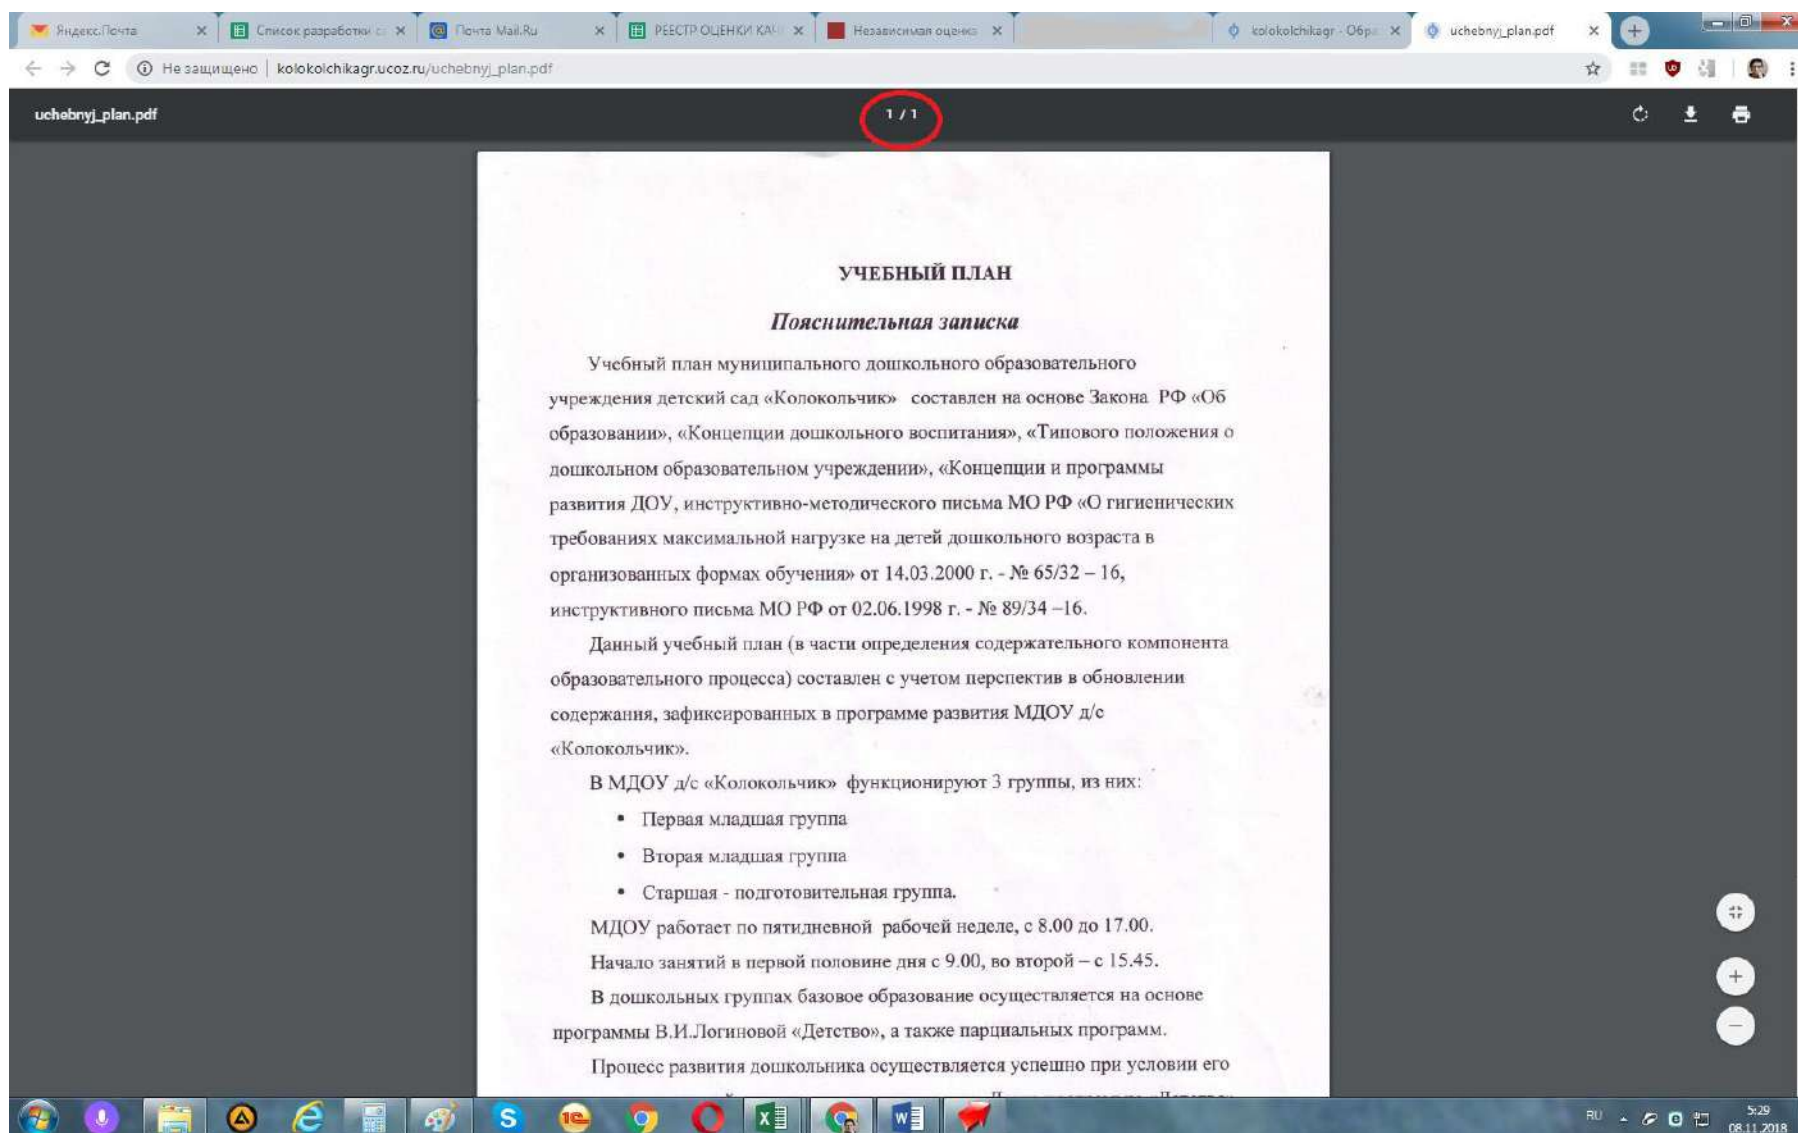 Яндекс.Почта
Список разработки са
Почта Mail.Ru
РЕЕСТР ОЦЕНКИ КАЧ
Независимая оценка
kolokolchikagr - Обра
uchebnyj_plan.pdf
Не защищено | kolokolchikagr.ucoz.ru/uchebnyj_plan.pdf
uchebnyj_plan.pdf
1 / 1
УЧЕБНЫЙ ПЛАН
Пояснительная записка
Учебный план муниципального дошкольного образовательного
учреждения детский сад «Колокольчик» составлен на основе Закона РФ «Об
образовании», «Концепции дошкольного воспитания», «Типового положения о
дошкольном образовательном учреждении», «Концепции и программы
развития ДОУ, инструктивно-методического письма МО РФ «О гигиенических
требованиях максимальной нагрузке на детей дошкольного возраста в
организованных формах обучения» от 14.03.2000 г. - № 65/32 – 16,
инструктивного письма МО РФ от 02.06.1998 г. - № 89/34 –16.
Данный учебный план (в части определения содержательного компонента
образовательного процесса) составлен с учетом перспектив в обновлении
содержания, зафиксированных в программе развития МДОУ д/с
«Колокольчик».
В МДОУ д/с «Колокольчик» функционируют 3 группы, из них:
• Первая младшая группа
• Вторая младшая группа
• Старшая - подготовительная группа.
МДОУ работает по пятидневной рабочей неделе, с 8.00 до 17.00.
Начало занятий в первой половине дня с 9.00, во второй – с 15.45.
В дошкольных группах базовое образование осуществляется на основе
программы В.И.Логиновой «Детство», а также парциальных программ.
Процесс развития дошкольника осуществляется успешно при условии его
RU
5:29
08.11.2018